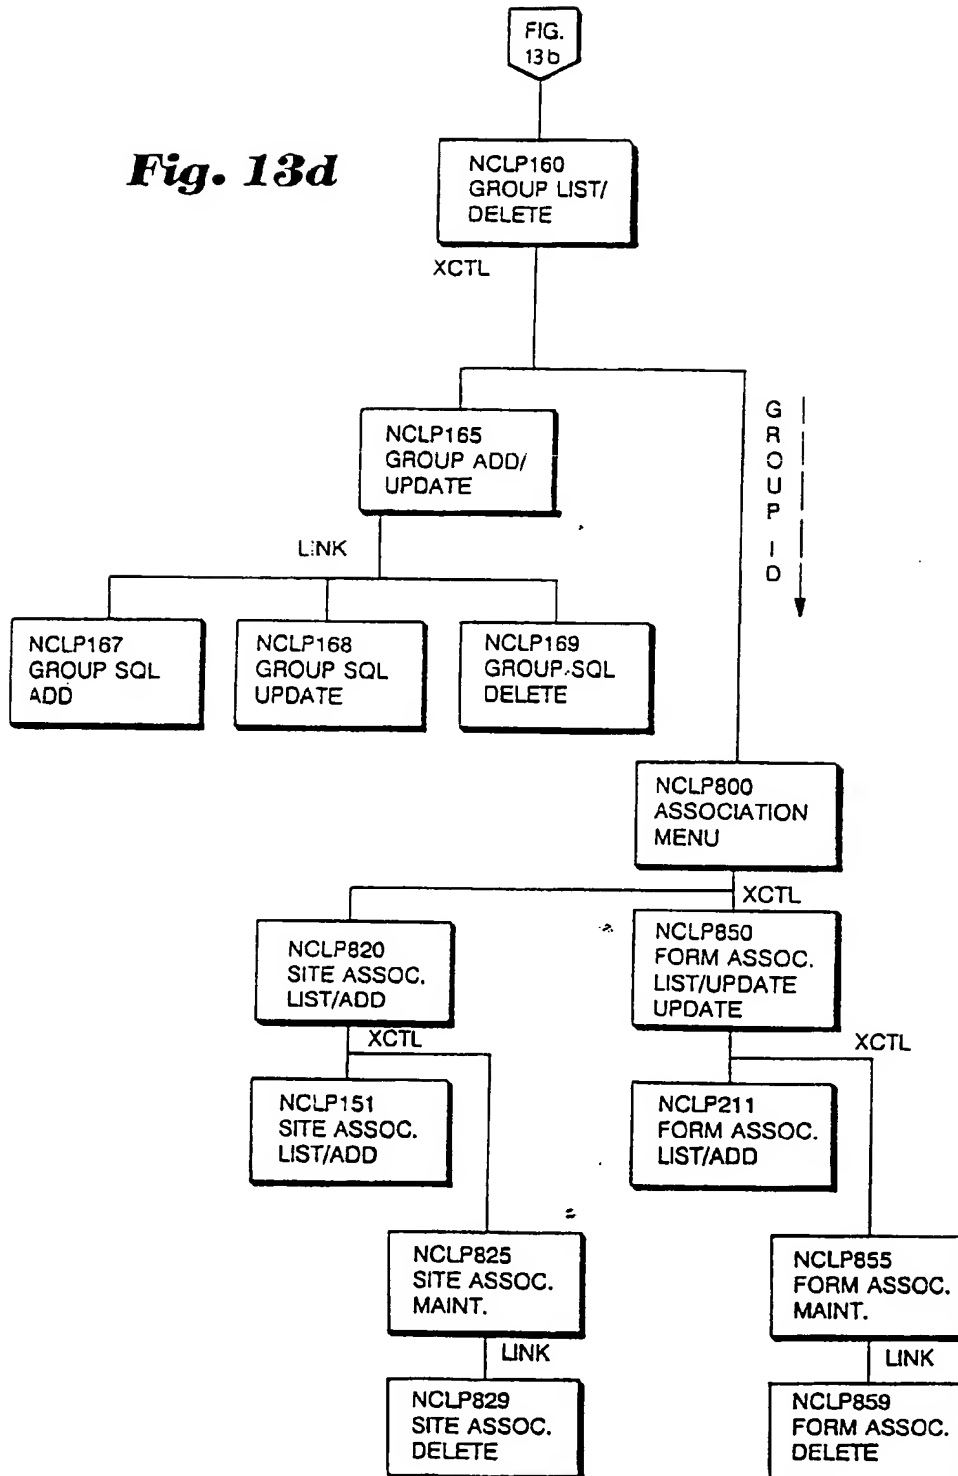 FIG.
13b
Fig. 13d
NCLP160
GROUP LIST/
DELETE
XCTL
NCLP165
GROUP ADD/
UPDATE
GROUP ID
LINK
NCLP167
GROUP SQL
ADD
NCLP168
GROUP SQL
UPDATE
NCLP169
GROUP SQL
DELETE
NCLP800
ASSOCIATION
MENU
XCTL
NCLP820
SITE ASSOC.
LIST/ADD
NCLP850
FORM ASSOC.
LIST/UPDATE
UPDATE
XCTL
XCTL
NCLP151
SITE ASSOC.
LIST/ADD
NCLP211
FORM ASSOC.
LIST/ADD
NCLP825
SITE ASSOC.
MAINT.
NCLP855
FORM ASSOC.
MAINT.
LINK
LINK
NCLP829
SITE ASSOC.
DELETE
NCLP859
FORM ASSOC.
DELETE